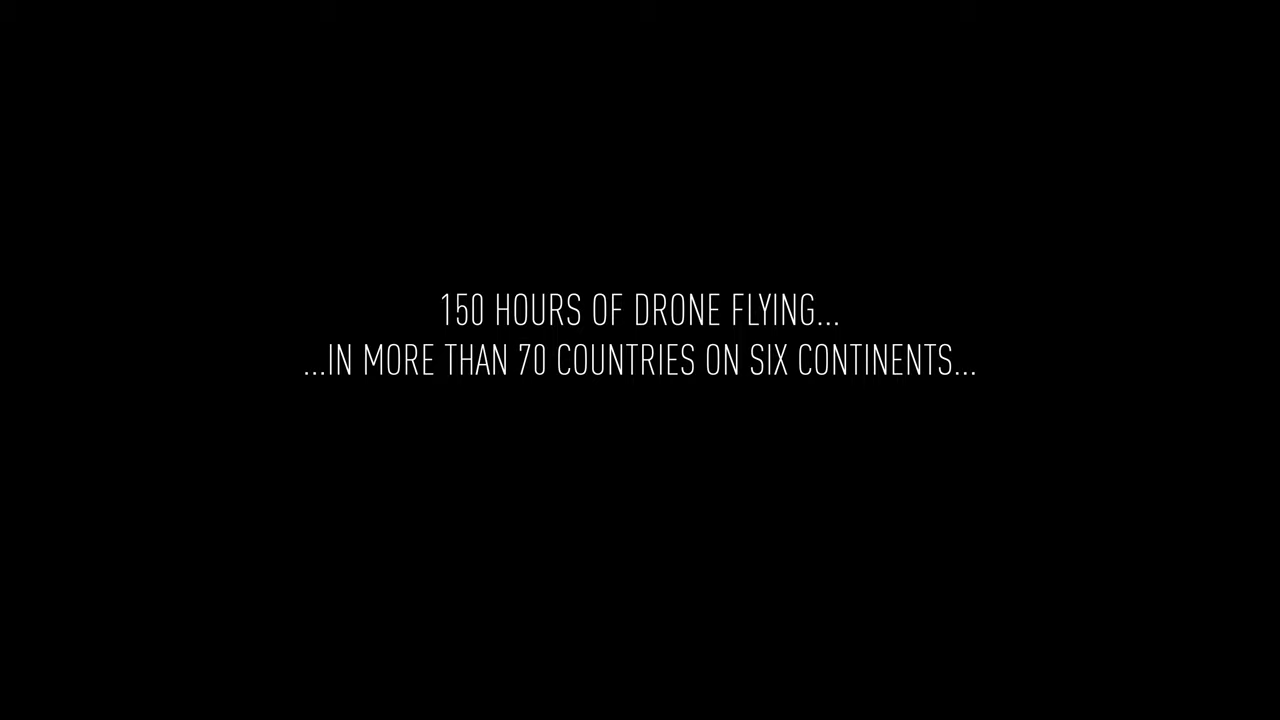 150 HOURS OF DRONE FLYING...
...IN MORE THAN 70 COUNTRIES ON SIX CONTINENTS...